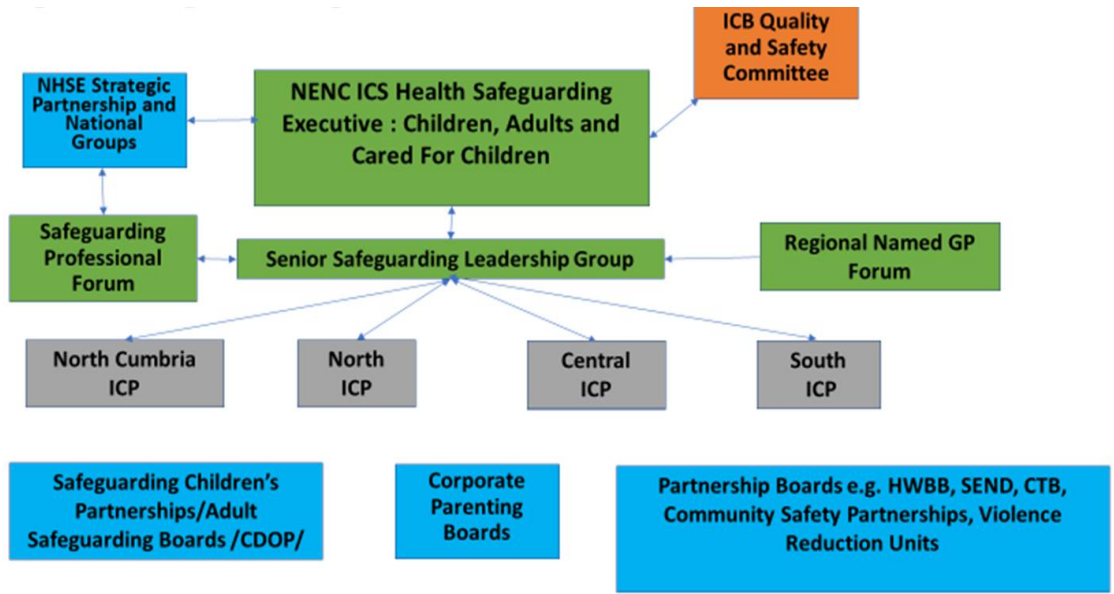 ICB Quality
and Safety
Committee
NHSE Strategic
Partnership and
National
Groups
NENC ICS Health Safeguarding
Executive : Children, Adults and
Cared For Children
Safeguarding
Professional
Forum
Senior Safeguarding Leadership Group
Regional Named GP
Forum
North Cumbria
ICP
North
ICP
Central
ICP
South
ICP
Safeguarding Children’s
Partnerships/Adult
Safeguarding Boards /CDOP/
Corporate
Parenting
Boards
Partnership Boards e.g. HWBB, SEND, CTB,
Community Safety Partnerships, Violence
Reduction Units